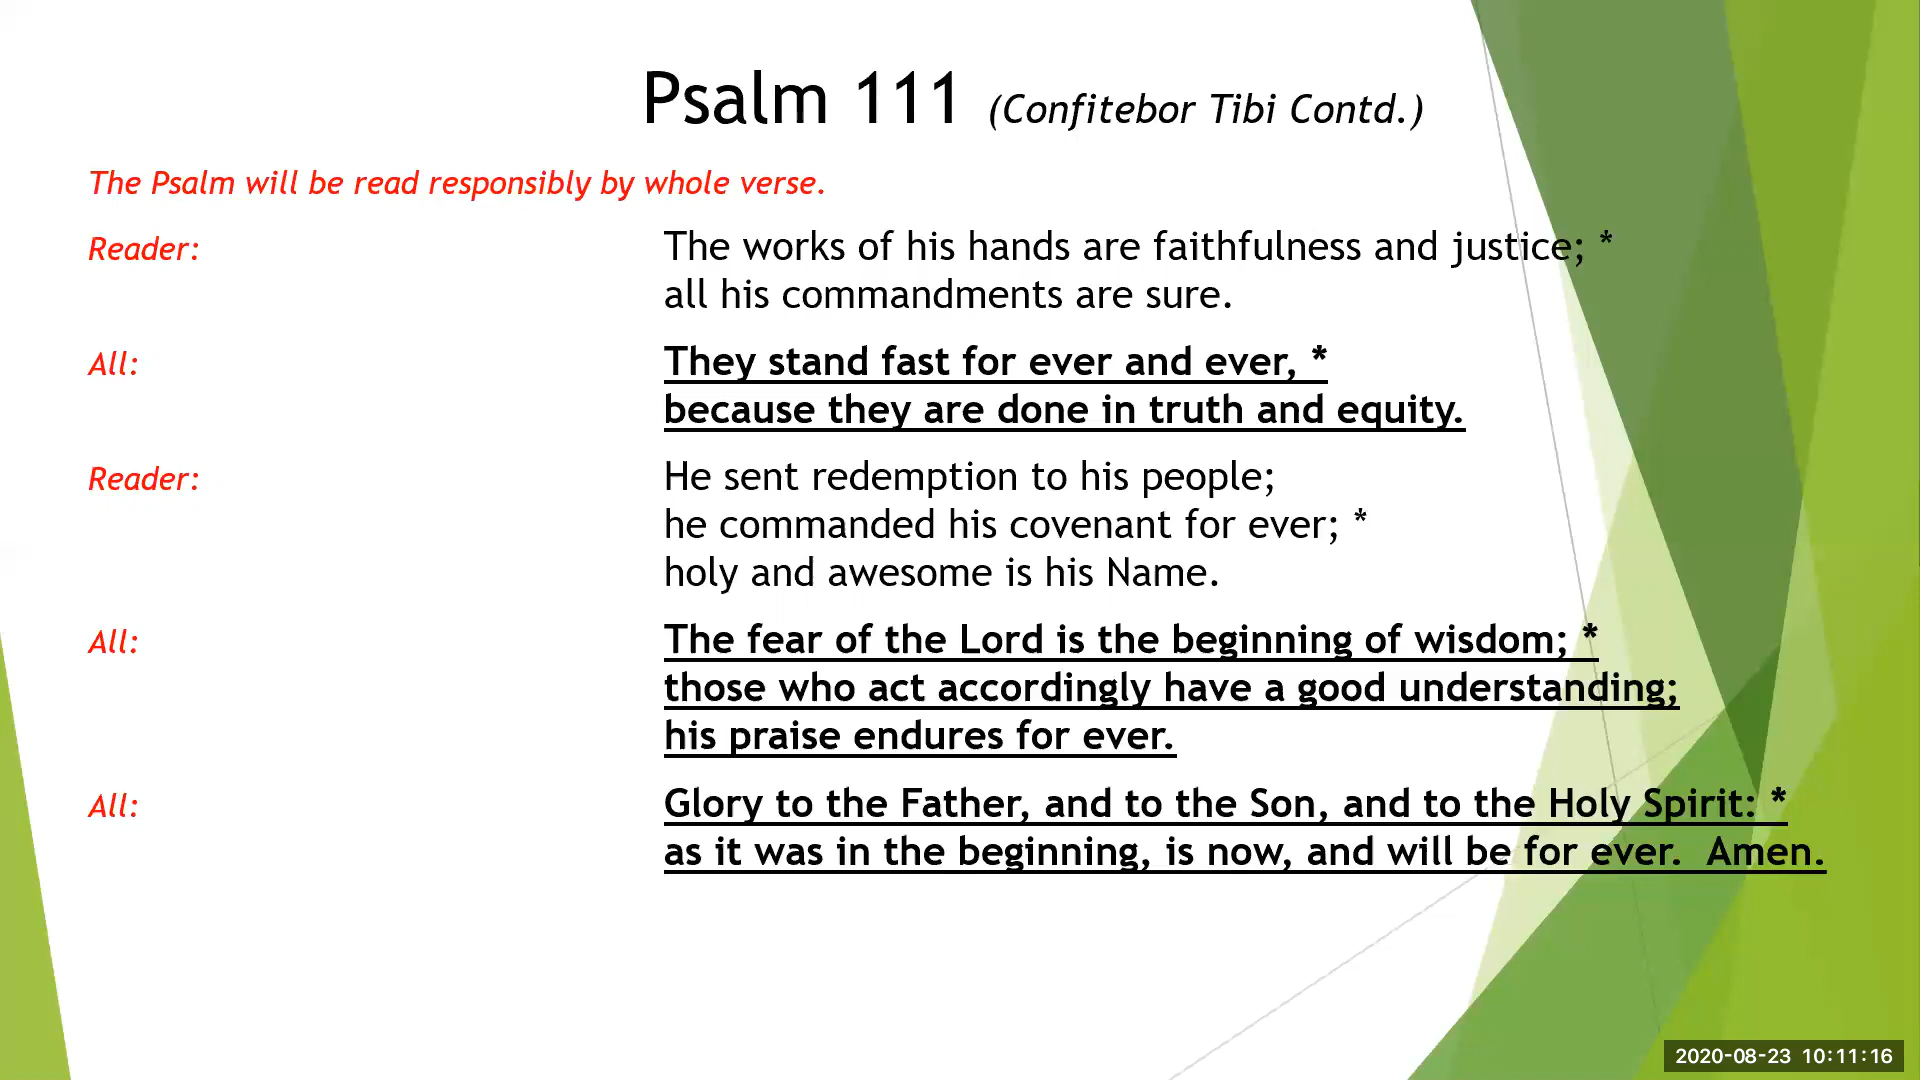 Psalm 111 (Confitebor Tibi Contd.)
The Psalm will be read responsibly by whole verse.
Reader: The works of his hands are faithfulness and justice; *
all his commandments are sure.
All: They stand fast for ever and ever, *
because they are done in truth and equity.
Reader: He sent redemption to his people;
he commanded his covenant for ever; *
holy and awesome is his Name.
All: The fear of the Lord is the beginning of wisdom; *
those who act accordingly have a good understanding;
his praise endures for ever.
All: Glory to the Father, and to the Son, and to the Holy Spirit: *
as it was in the beginning, is now, and will be for ever.  Amen.
2020-08-23 10:11:16